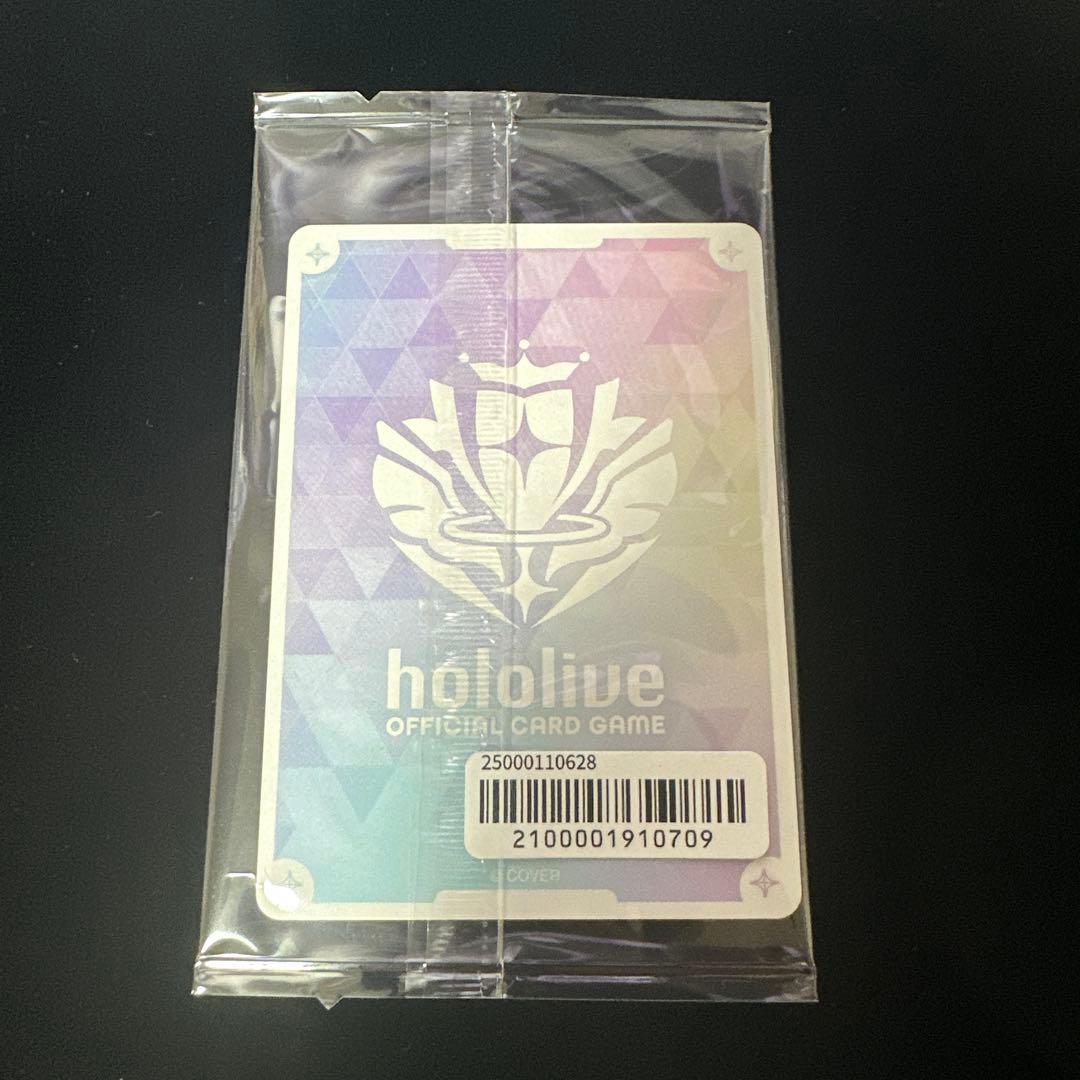 hololive
OFFICIAL CARD GAME
25000110628
2100001910709
© COVER